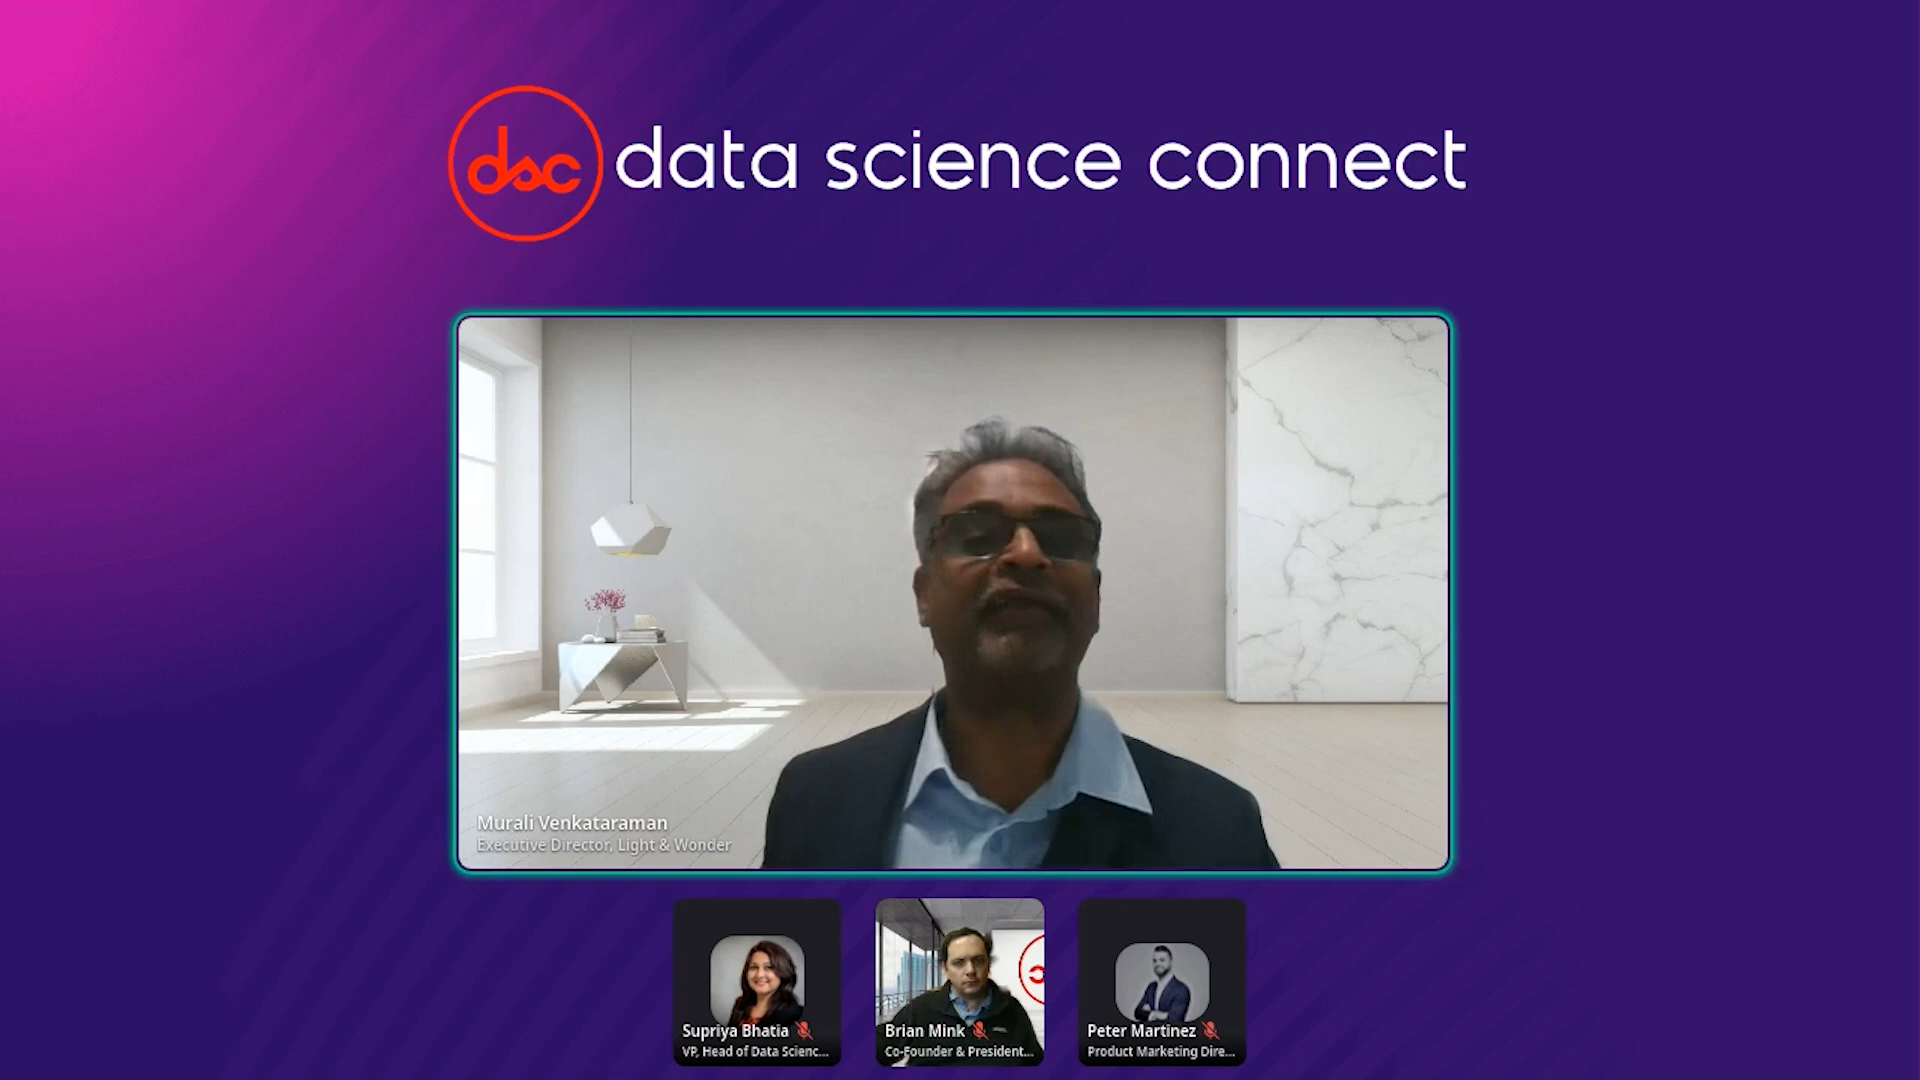 dsc data science connect
Murali Venkataraman
Executive Director, Light & Wonder
Supriya Bhatia
VP, Head of Data Scienc...
Brian Mink
Co-Founder & President...
Peter Martinez
Product Marketing Dire...